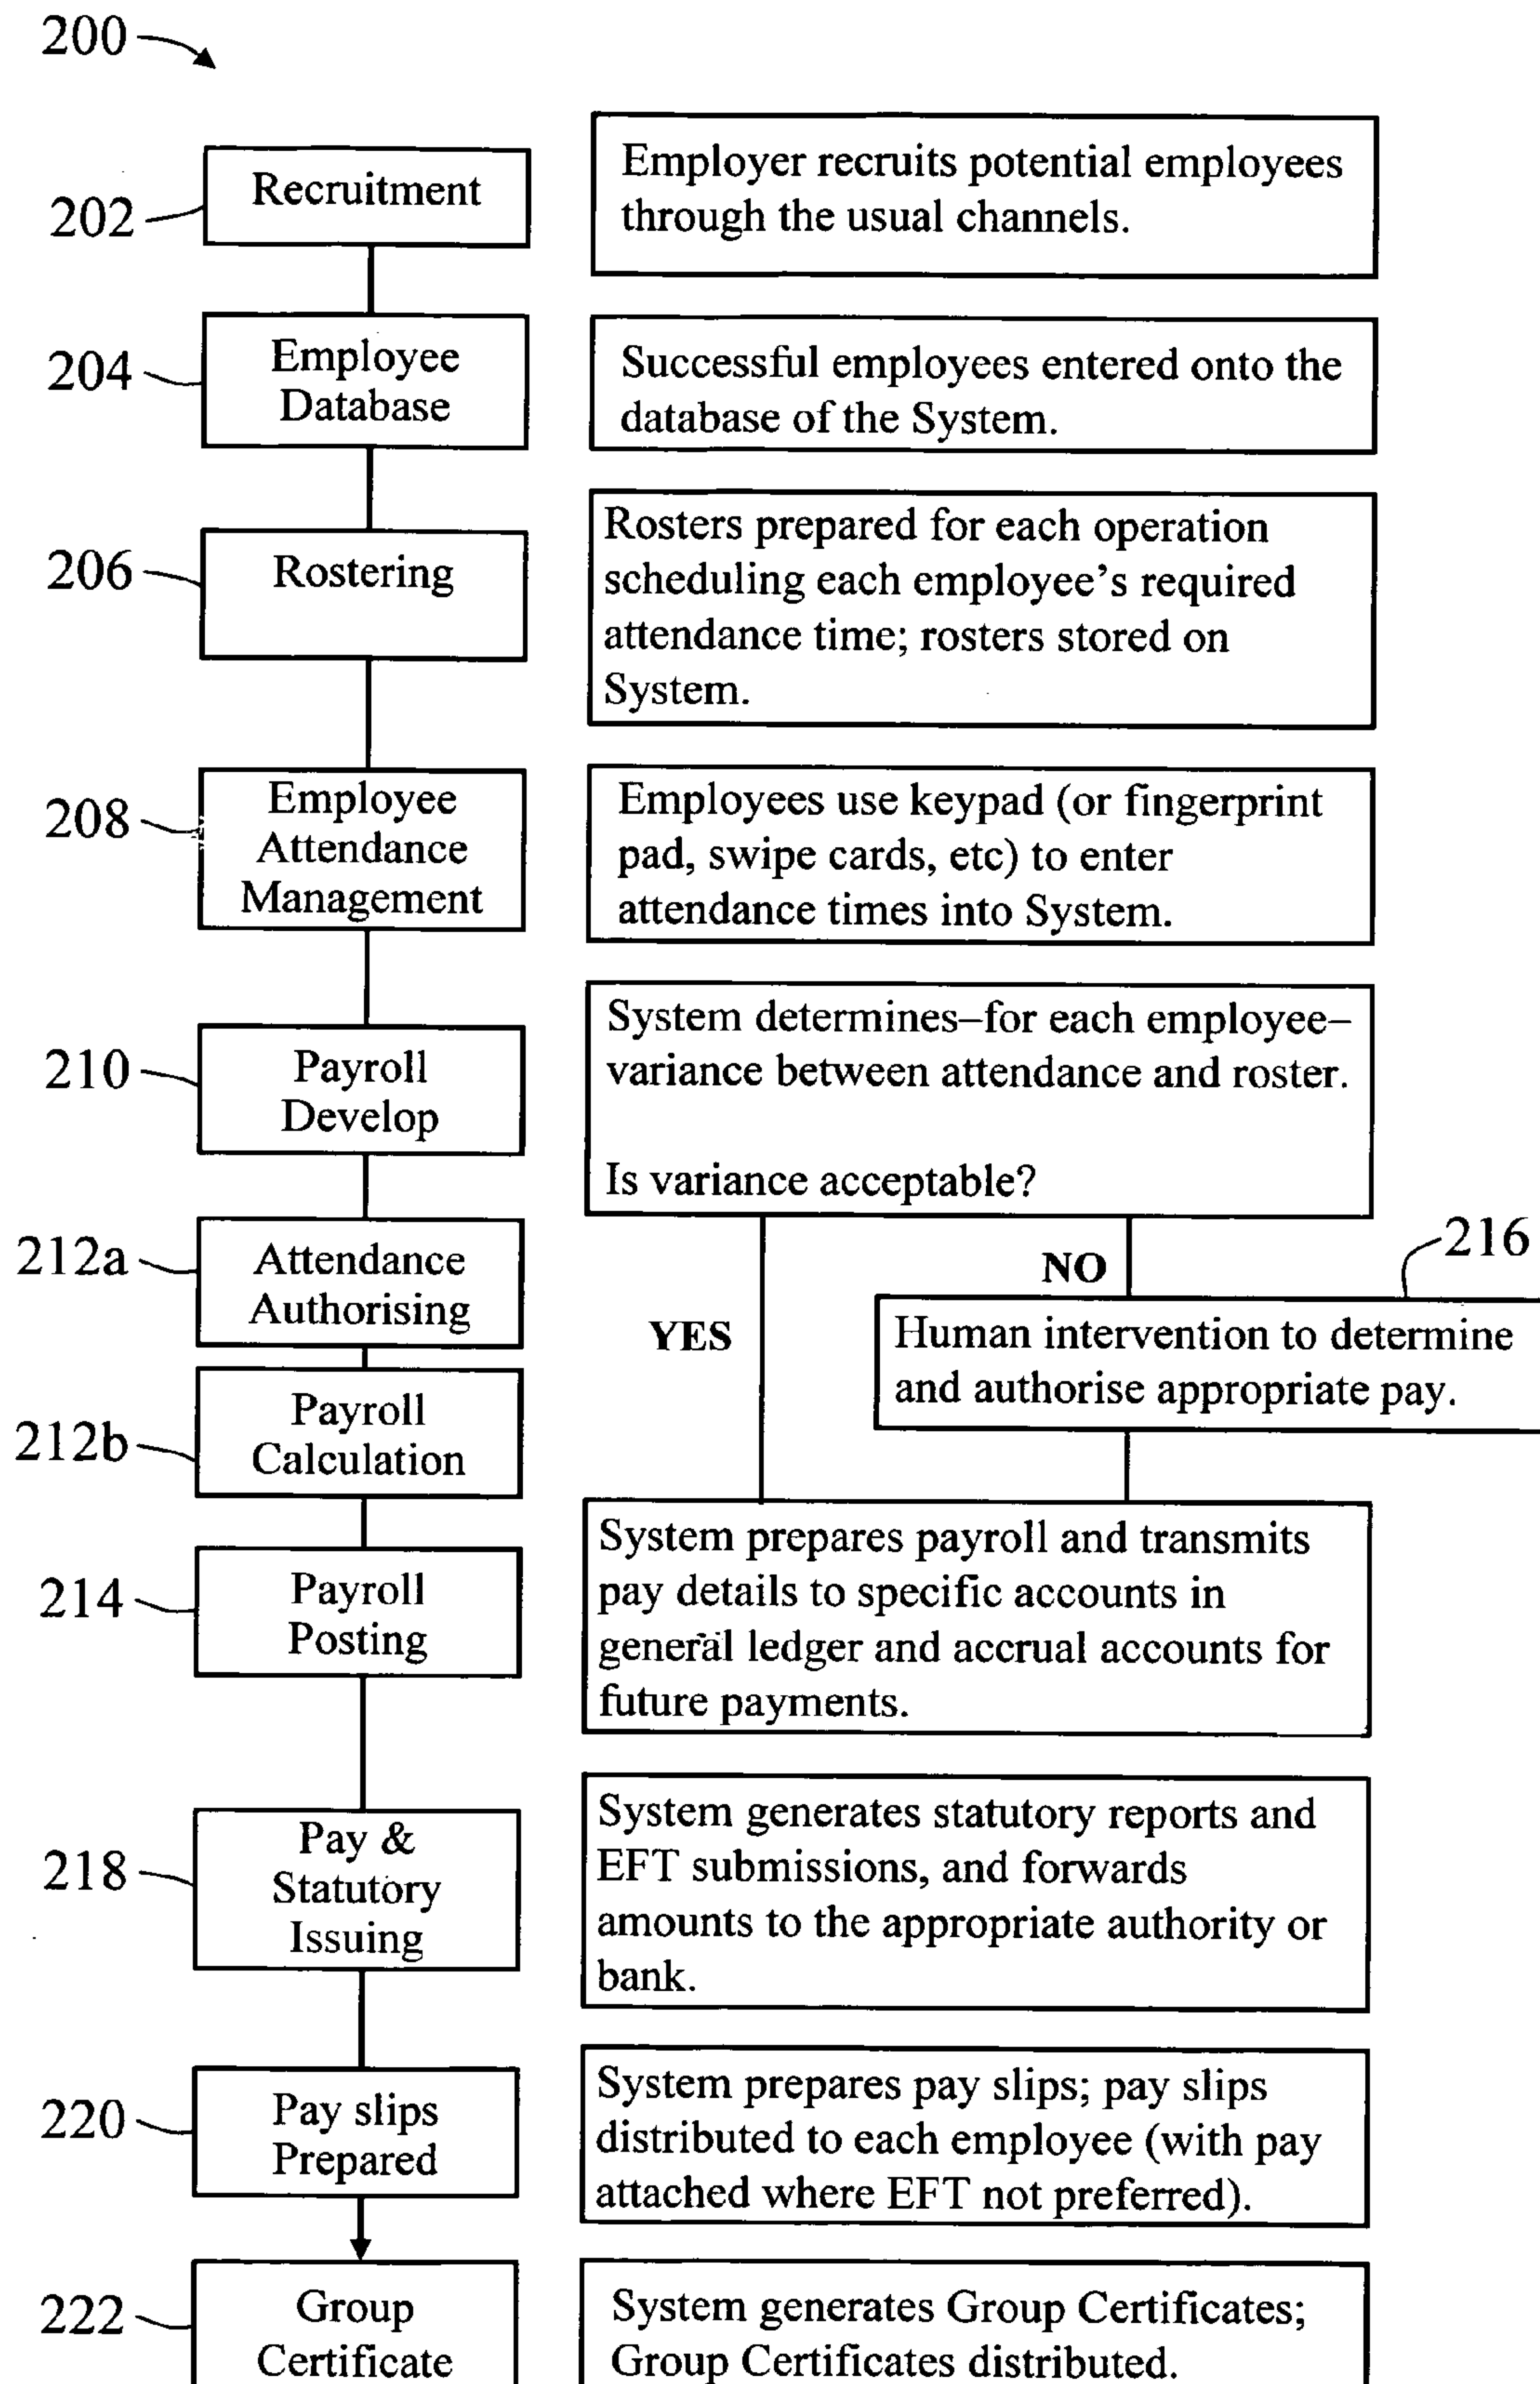 200
202
Recruitment
Employer recruits potential employees
through the usual channels.
204
Employee
Database
Successful employees entered onto the
database of the System.
206
Rostering
Rosters prepared for each operation
scheduling each employee's required
attendance time; rosters stored on
System.
208
Employee
Attendance
Management
Employees use keypad (or fingerprint
pad, swipe cards, etc) to enter
attendance times into System.
210
Payroll
Develop
System determines–for each employee–
variance between attendance and roster.
Is variance acceptable?
212a
Attendance
Authorising
YES
NO
216
Human intervention to determine
and authorise appropriate pay.
212b
Payroll
Calculation
214
Payroll
Posting
System prepares payroll and transmits
pay details to specific accounts in
general ledger and accrual accounts for
future payments.
218
Pay &
Statutory
Issuing
System generates statutory reports and
EFT submissions, and forwards
amounts to the appropriate authority or
bank.
220
Pay slips
Prepared
System prepares pay slips; pay slips
distributed to each employee (with pay
attached where EFT not preferred).
222
Group
Certificate
System generates Group Certificates;
Group Certificates distributed.